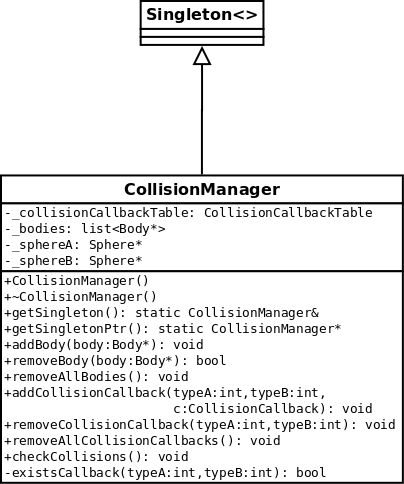 Singleton<>
CollisionManager
-_collisionCallbackTable: CollisionCallbackTable
-_bodies: list<Body*>
-_sphereA: Sphere*
-_sphereB: Sphere*
+CollisionManager()
+~CollisionManager()
+getSingleton(): static CollisionManager&
+getSingletonPtr(): static CollisionManager*
+addBody(body:Body*): void
+removeBody(body:Body*): bool
+removeAllBodies(): void
+addCollisionCallback(typeA:int,typeB:int,
c:CollisionCallback): void
+removeCollisionCallback(typeA:int,typeB:int): void
+removeAllCollisionCallbacks(): void
+checkCollisions(): void
-existsCallback(typeA:int,typeB:int): bool